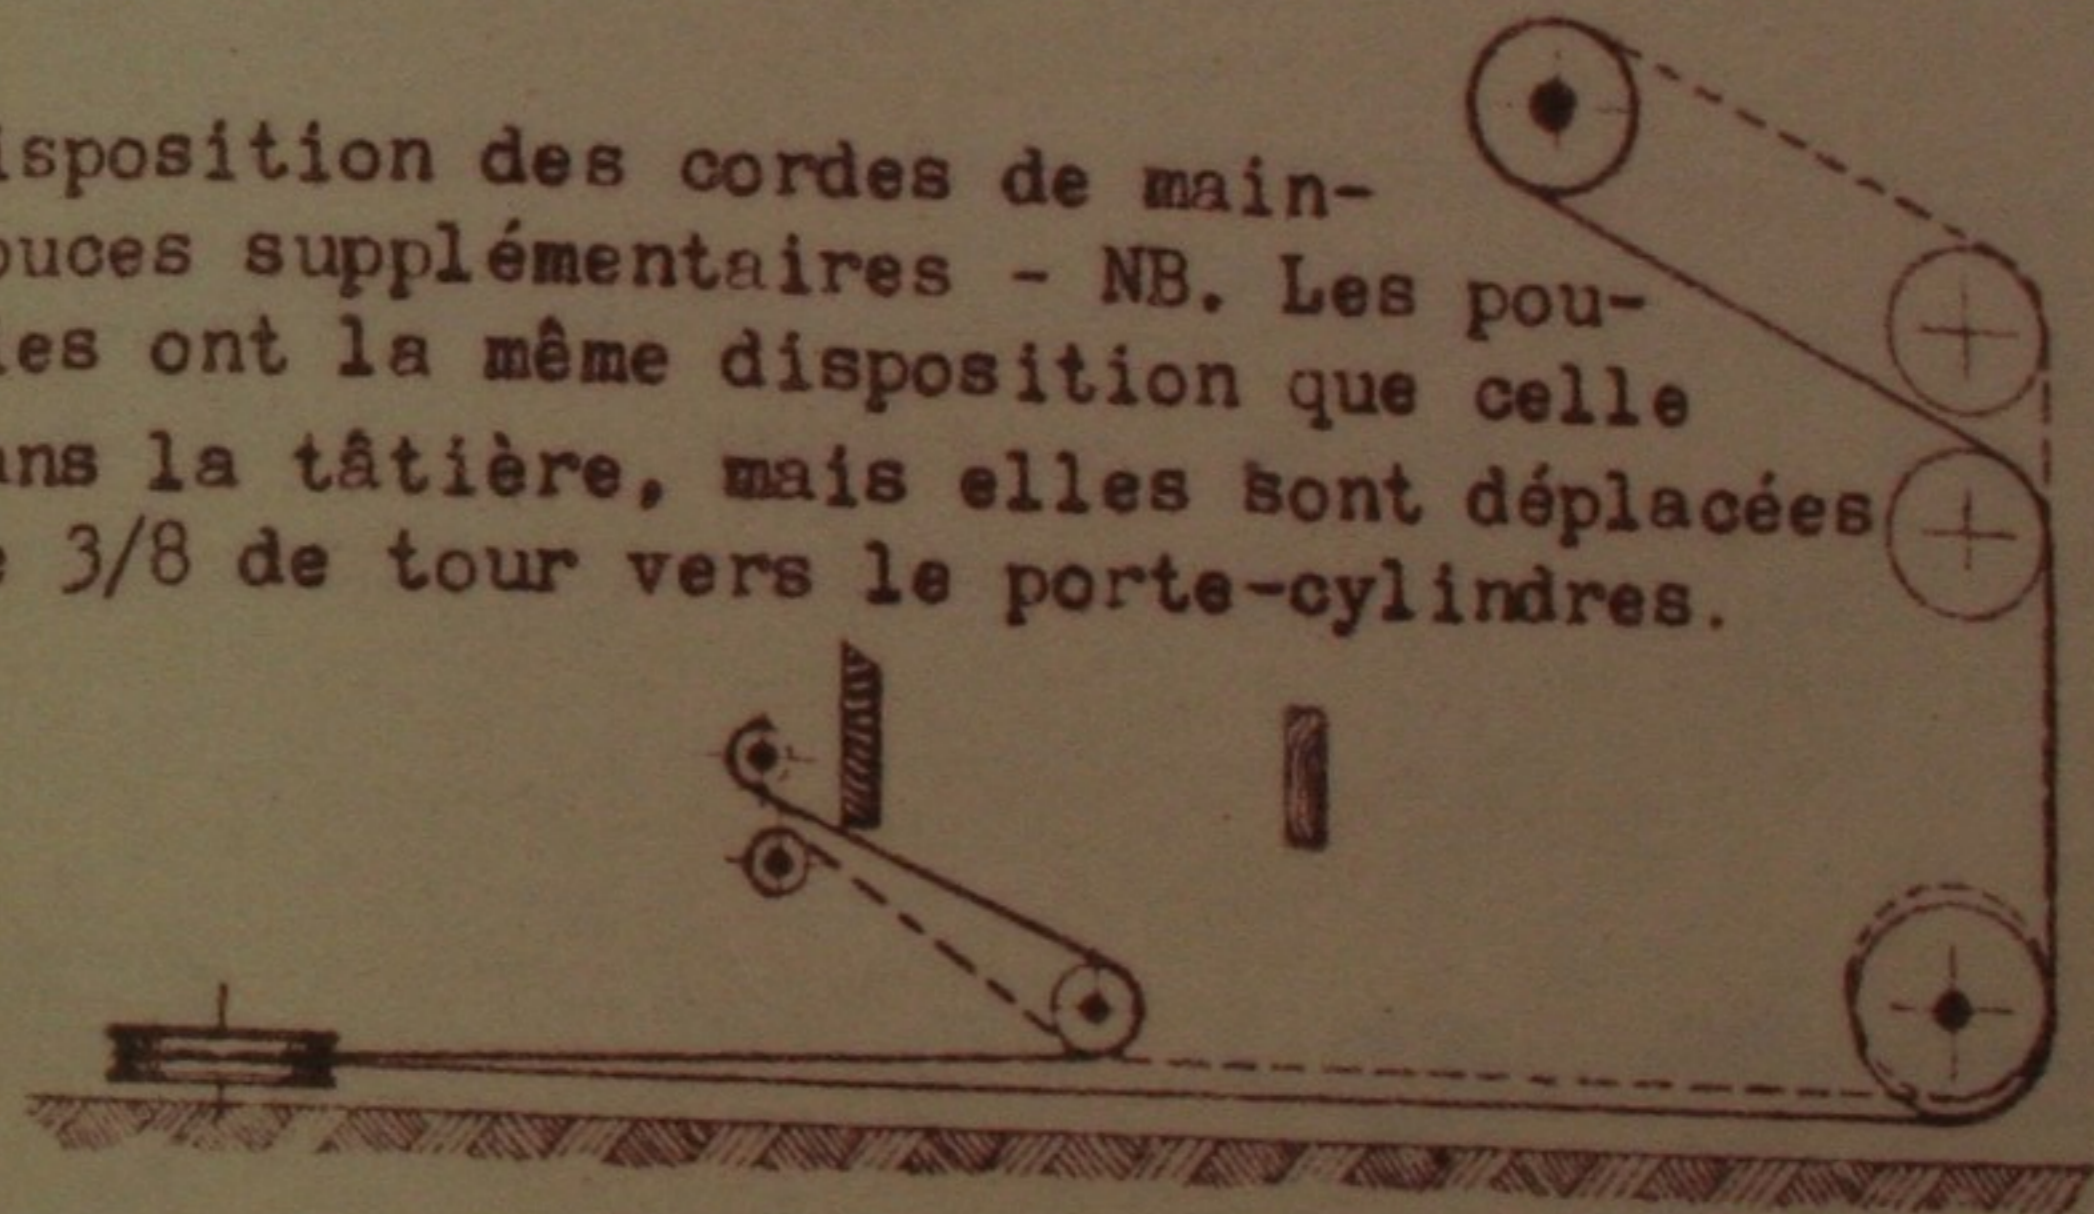 isposition des cordes de main-
ouces supplémentaires - NB. Les pou-
les ont la même disposition que celle
ans la tâtière, mais elles sont déplacées
e 3/8 de tour vers le porte-cylindres.